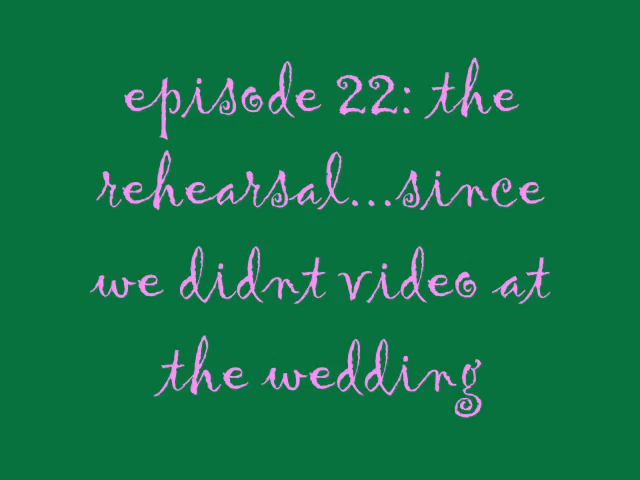 episode 22: the
rehearsal...since
we didnt video at
the wedding